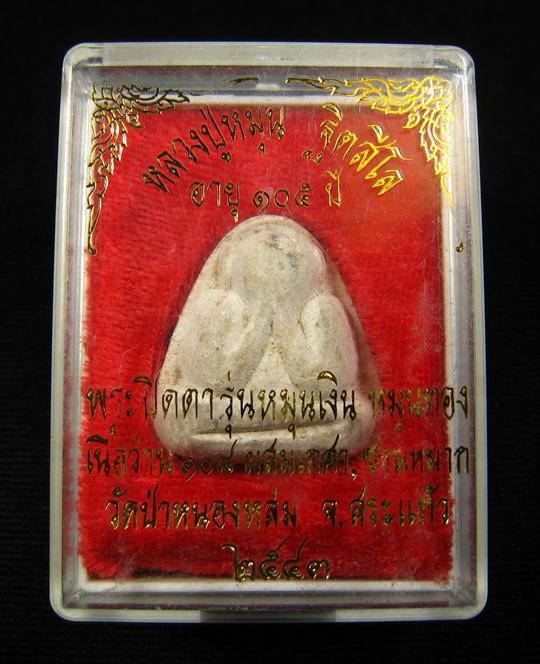 หลวงปู่หมุน ฐิตสีโล
อายุ ๑๐๕ ปี
พระปิดตารุ่นหมุนเงิน หมุนทอง
เนื้อว่าน ๑๐๘ ผสมเกศา, ชานหมาก
วัดป่าหนองหล่ม จ.สระแก้ว
๒๕๔๓